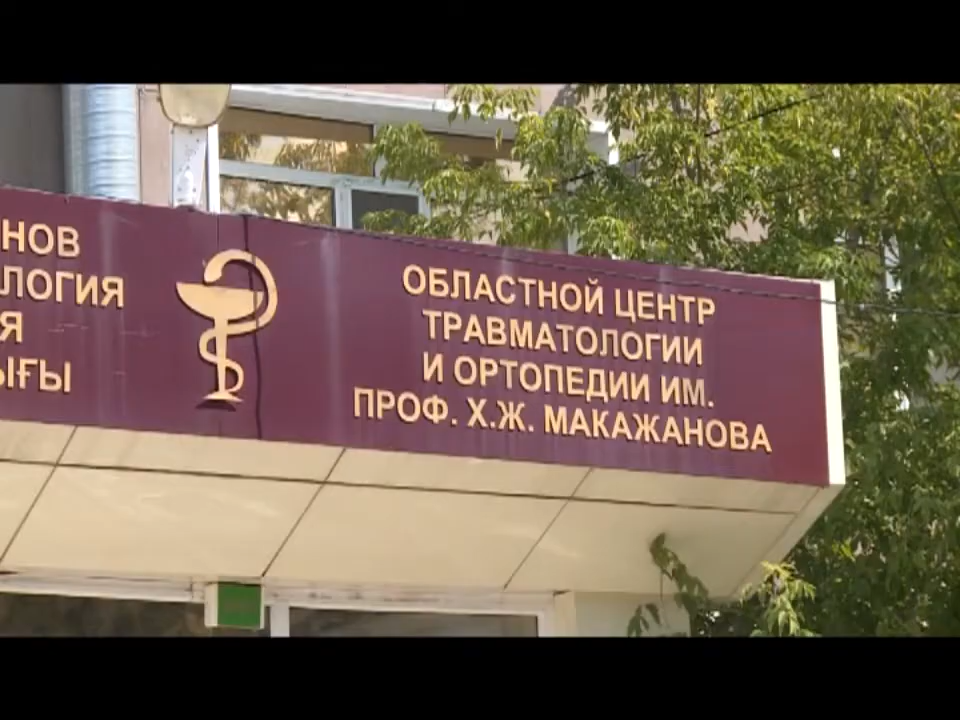 НОВ
ЛОГИЯ
Я
ЫҒЫ
ОБЛАСТНОЙ ЦЕНТР
ТРАВМАТОЛОГИИ
И ОРТОПЕДИИ ИМ.
ПРОФ. Х.Ж. МАКАЖАНОВА